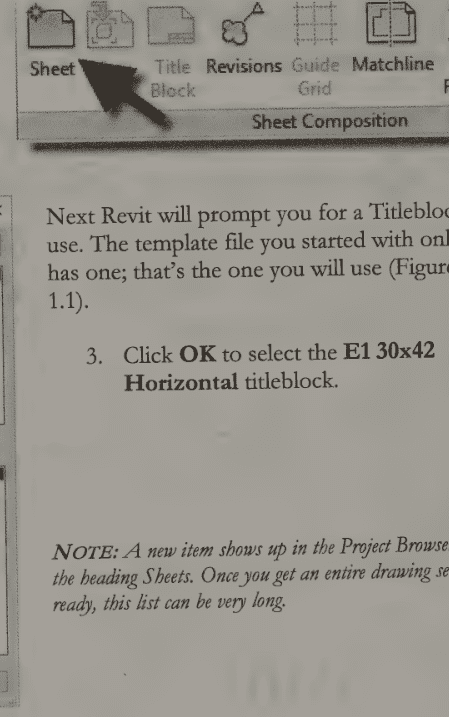 Sheet Title Revisions Guide Matchline
Block Grid
Sheet Composition
Next Revit will prompt you for a Titlebloc
use. The template file you started with onl
has one; that's the one you will use (Figure
1.1).
3. Click OK to select the E1 30x42
Horizontal titleblock.
NOTE: A new item shows up in the Project Browse
the heading Sheets. Once you get an entire drawing se
ready, this list can be very long.